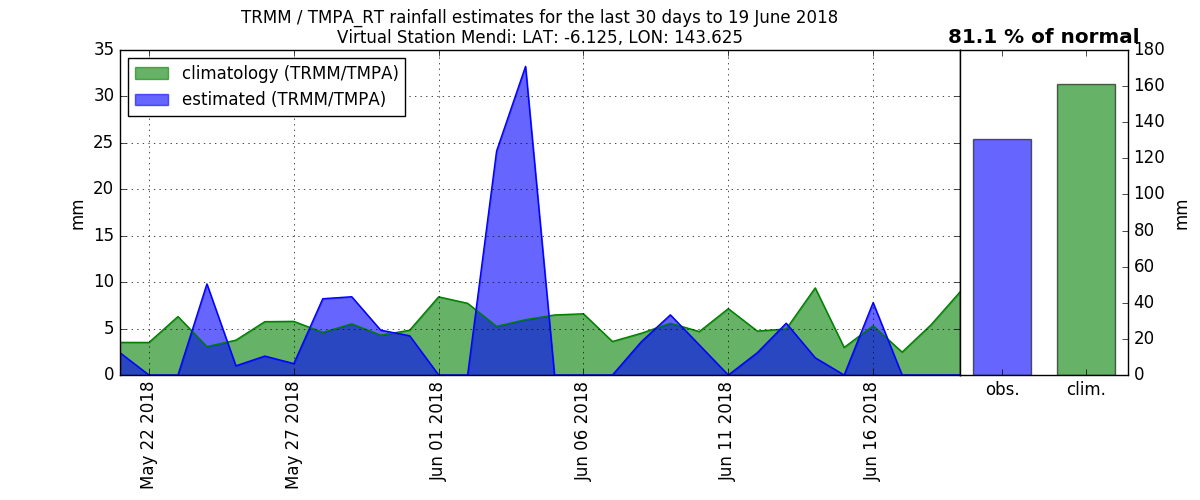 TRMM / TMPA_RT rainfall estimates for the last 30 days to 19 June 2018
Virtual Station Mendi: LAT: -6.125, LON: 143.625
81.1 % of normal
climatology (TRMM/TMPA)
estimated (TRMM/TMPA)
35
30
25
20
15
10
5
0
mm
May 22 2018
May 27 2018
Jun 01 2018
Jun 06 2018
Jun 11 2018
Jun 16 2018
obs.
clim.
180
160
140
120
100
80
60
40
20
0
mm